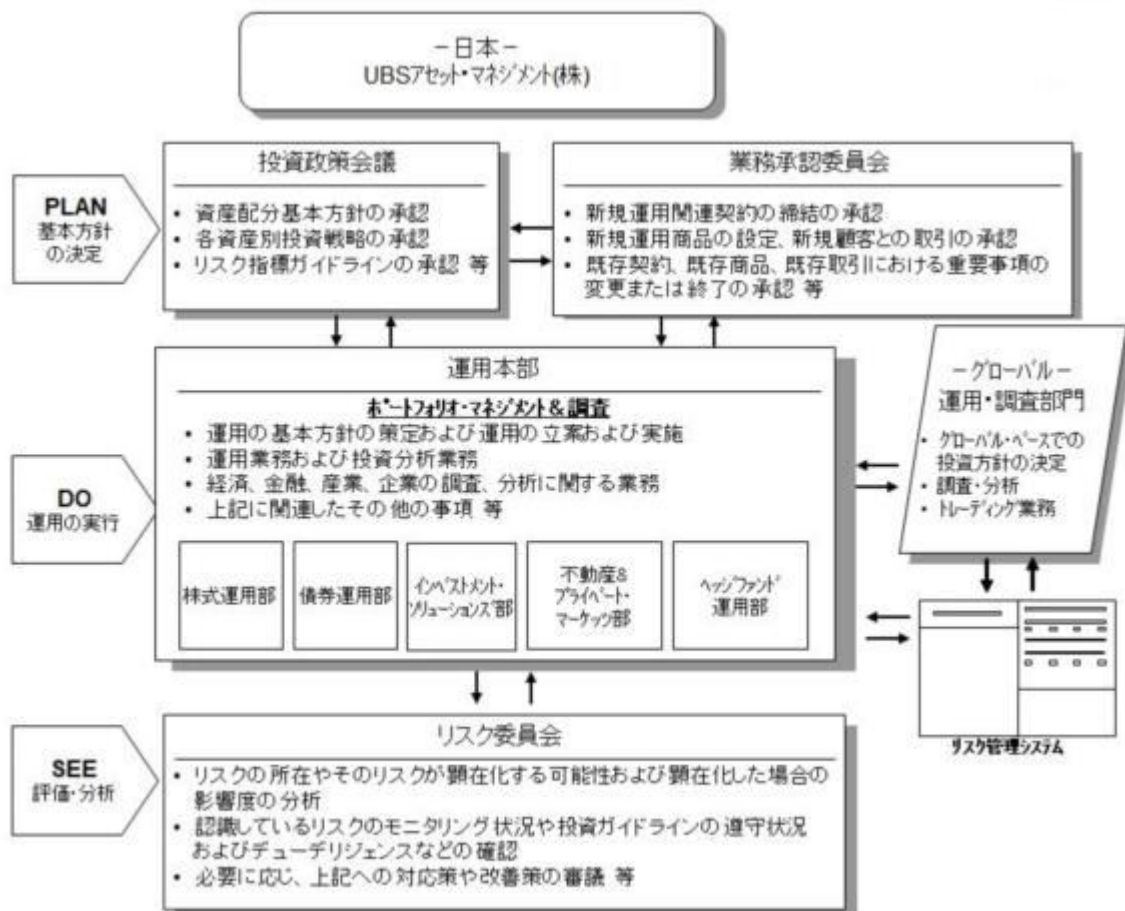 －日本－
UBSアセット・マネジメント(株)
PLAN
基本方針
の決定
投資政策会議
• 資産配分基本方針の承認
• 各資産別投資戦略の承認
• リスク指標ガイドラインの承認 等
業務承認委員会
• 新規運用関連契約の締結の承認
• 新規運用商品の設定、新規顧客との取引の承認
• 既存契約、既存商品、既存取引における重要事項の
変更または終了の承認 等
DO
運用の実行
運用本部
ポートフォリオ・マネジメント＆調査
• 運用の基本方針の策定および運用の立案および実施
• 運用業務および投資分析業務
• 経済、金融、産業、企業の調査、分析に関する業務
• 上記に関連したその他の事項 等
株式運用部
債券運用部
インベストメント・
ソリューションズ部
不動産&
プライベート・
マーケッツ部
ヘッジファンド
運用部
－グローバル－
運用・調査部門
• グローバル・ベースでの
投資方針の決定
• 調査・分析
• トレーディング業務
リスク管理システム
SEE
評価・分析
リスク委員会
• リスクの所在やそのリスクが顕在化する可能性および顕在化した場合の
影響度の分析
• 認識しているリスクのモニタリング状況や投資ガイドラインの遵守状況
およびデューデリジェンスなどの確認
• 必要に応じ、上記への対応策や改善策の審議 等